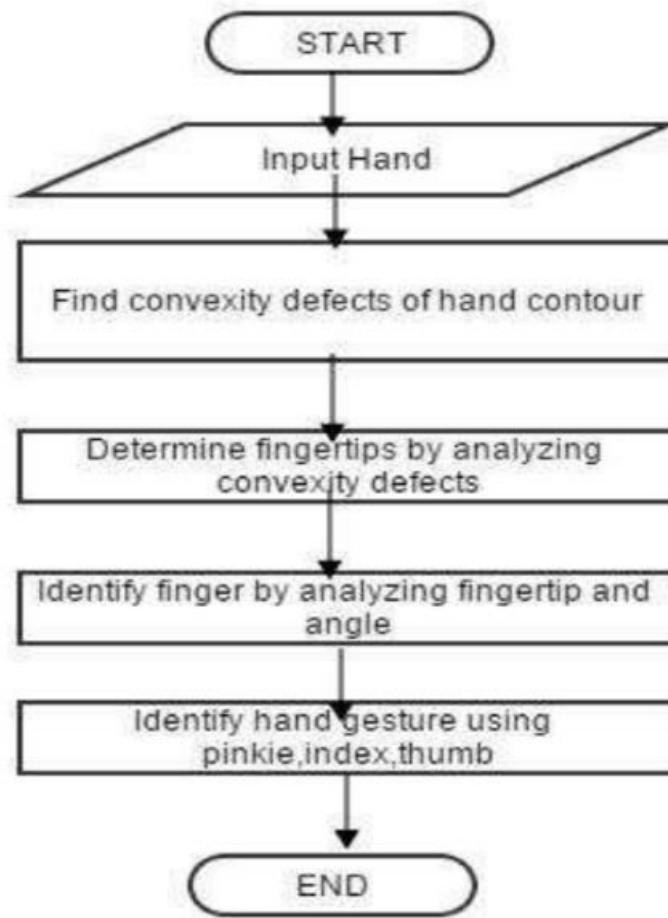 START
Input Hand
Find convexity defects of hand contour
Determine fingertips by analyzing
convexity defects
Identify finger by analyzing fingertip and
angle
Identify hand gesture using
pinkie,index,thumb
END